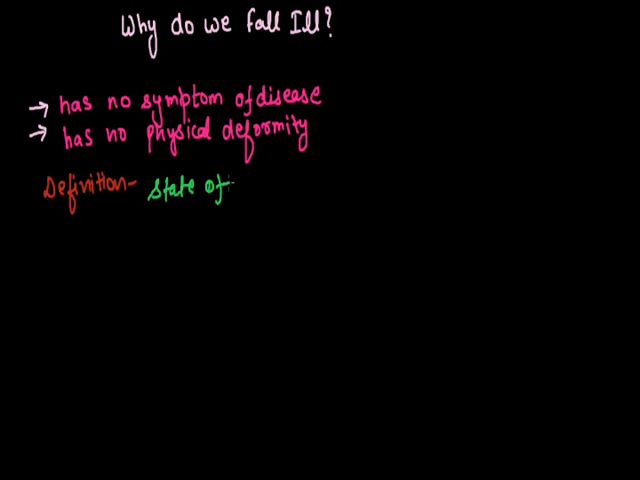 Why do we fall Ill?
→ has no symptom of disease
→ has no physical deformity
Definition- State of